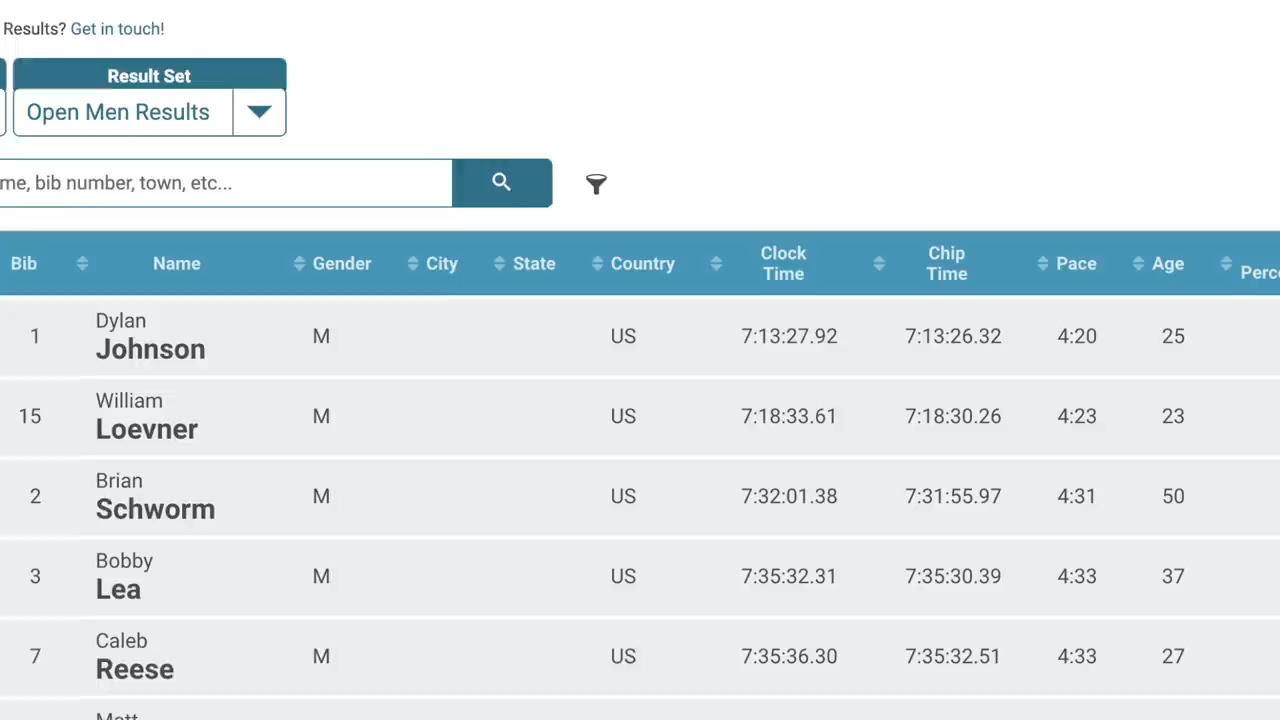 Results? Get in touch!
Result Set
Open Men Results
me, bib number, town, etc...
Bib Name Gender City State Country Clock Time Chip Time Pace Age
1 Dylan Johnson M US 7:13:27.92 7:13:26.32 4:20 25
15 William Loevner M US 7:18:33.61 7:18:30.26 4:23 23
2 Brian Schworm M US 7:32:01.38 7:31:55.97 4:31 50
3 Bobby Lea M US 7:35:32.31 7:35:30.39 4:33 37
7 Caleb Reese M US 7:35:36.30 7:35:32.51 4:33 27